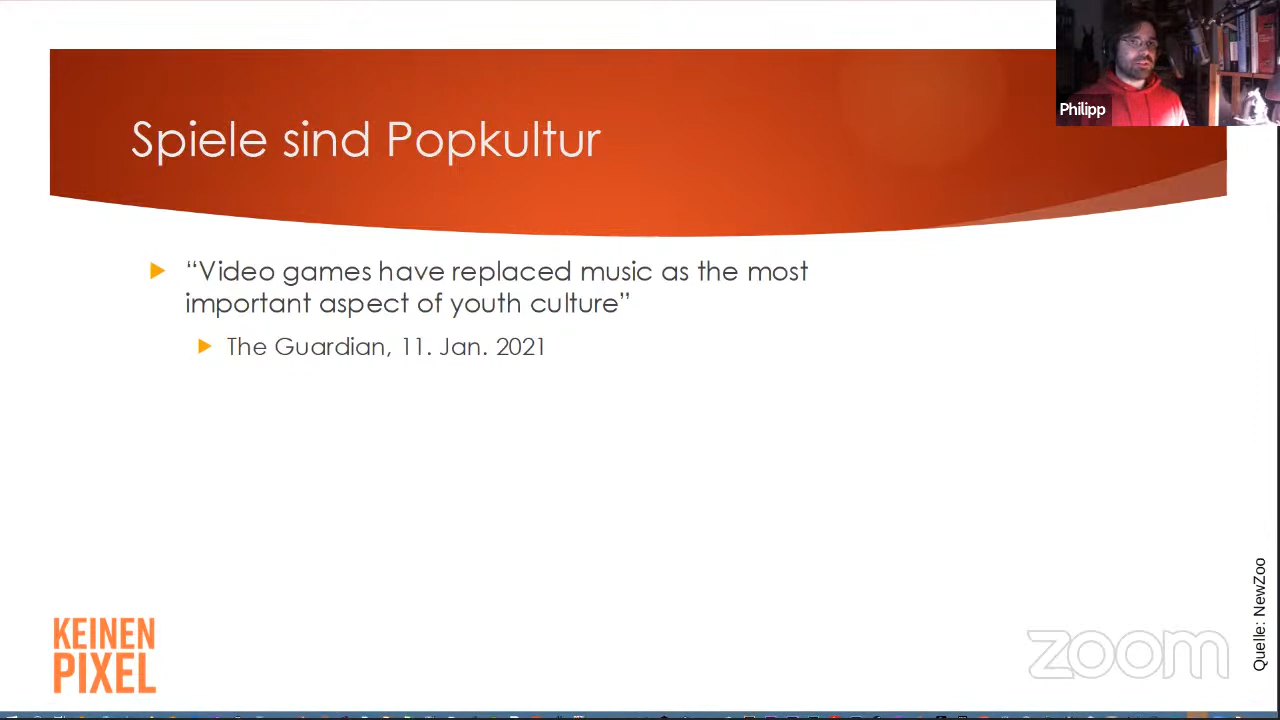 Spiele sind Popkultur
Philipp
“Video games have replaced music as the most
important aspect of youth culture”
The Guardian, 11. Jan. 2021
KEINEN
PIXEL
zoom
Quelle: NewZoo